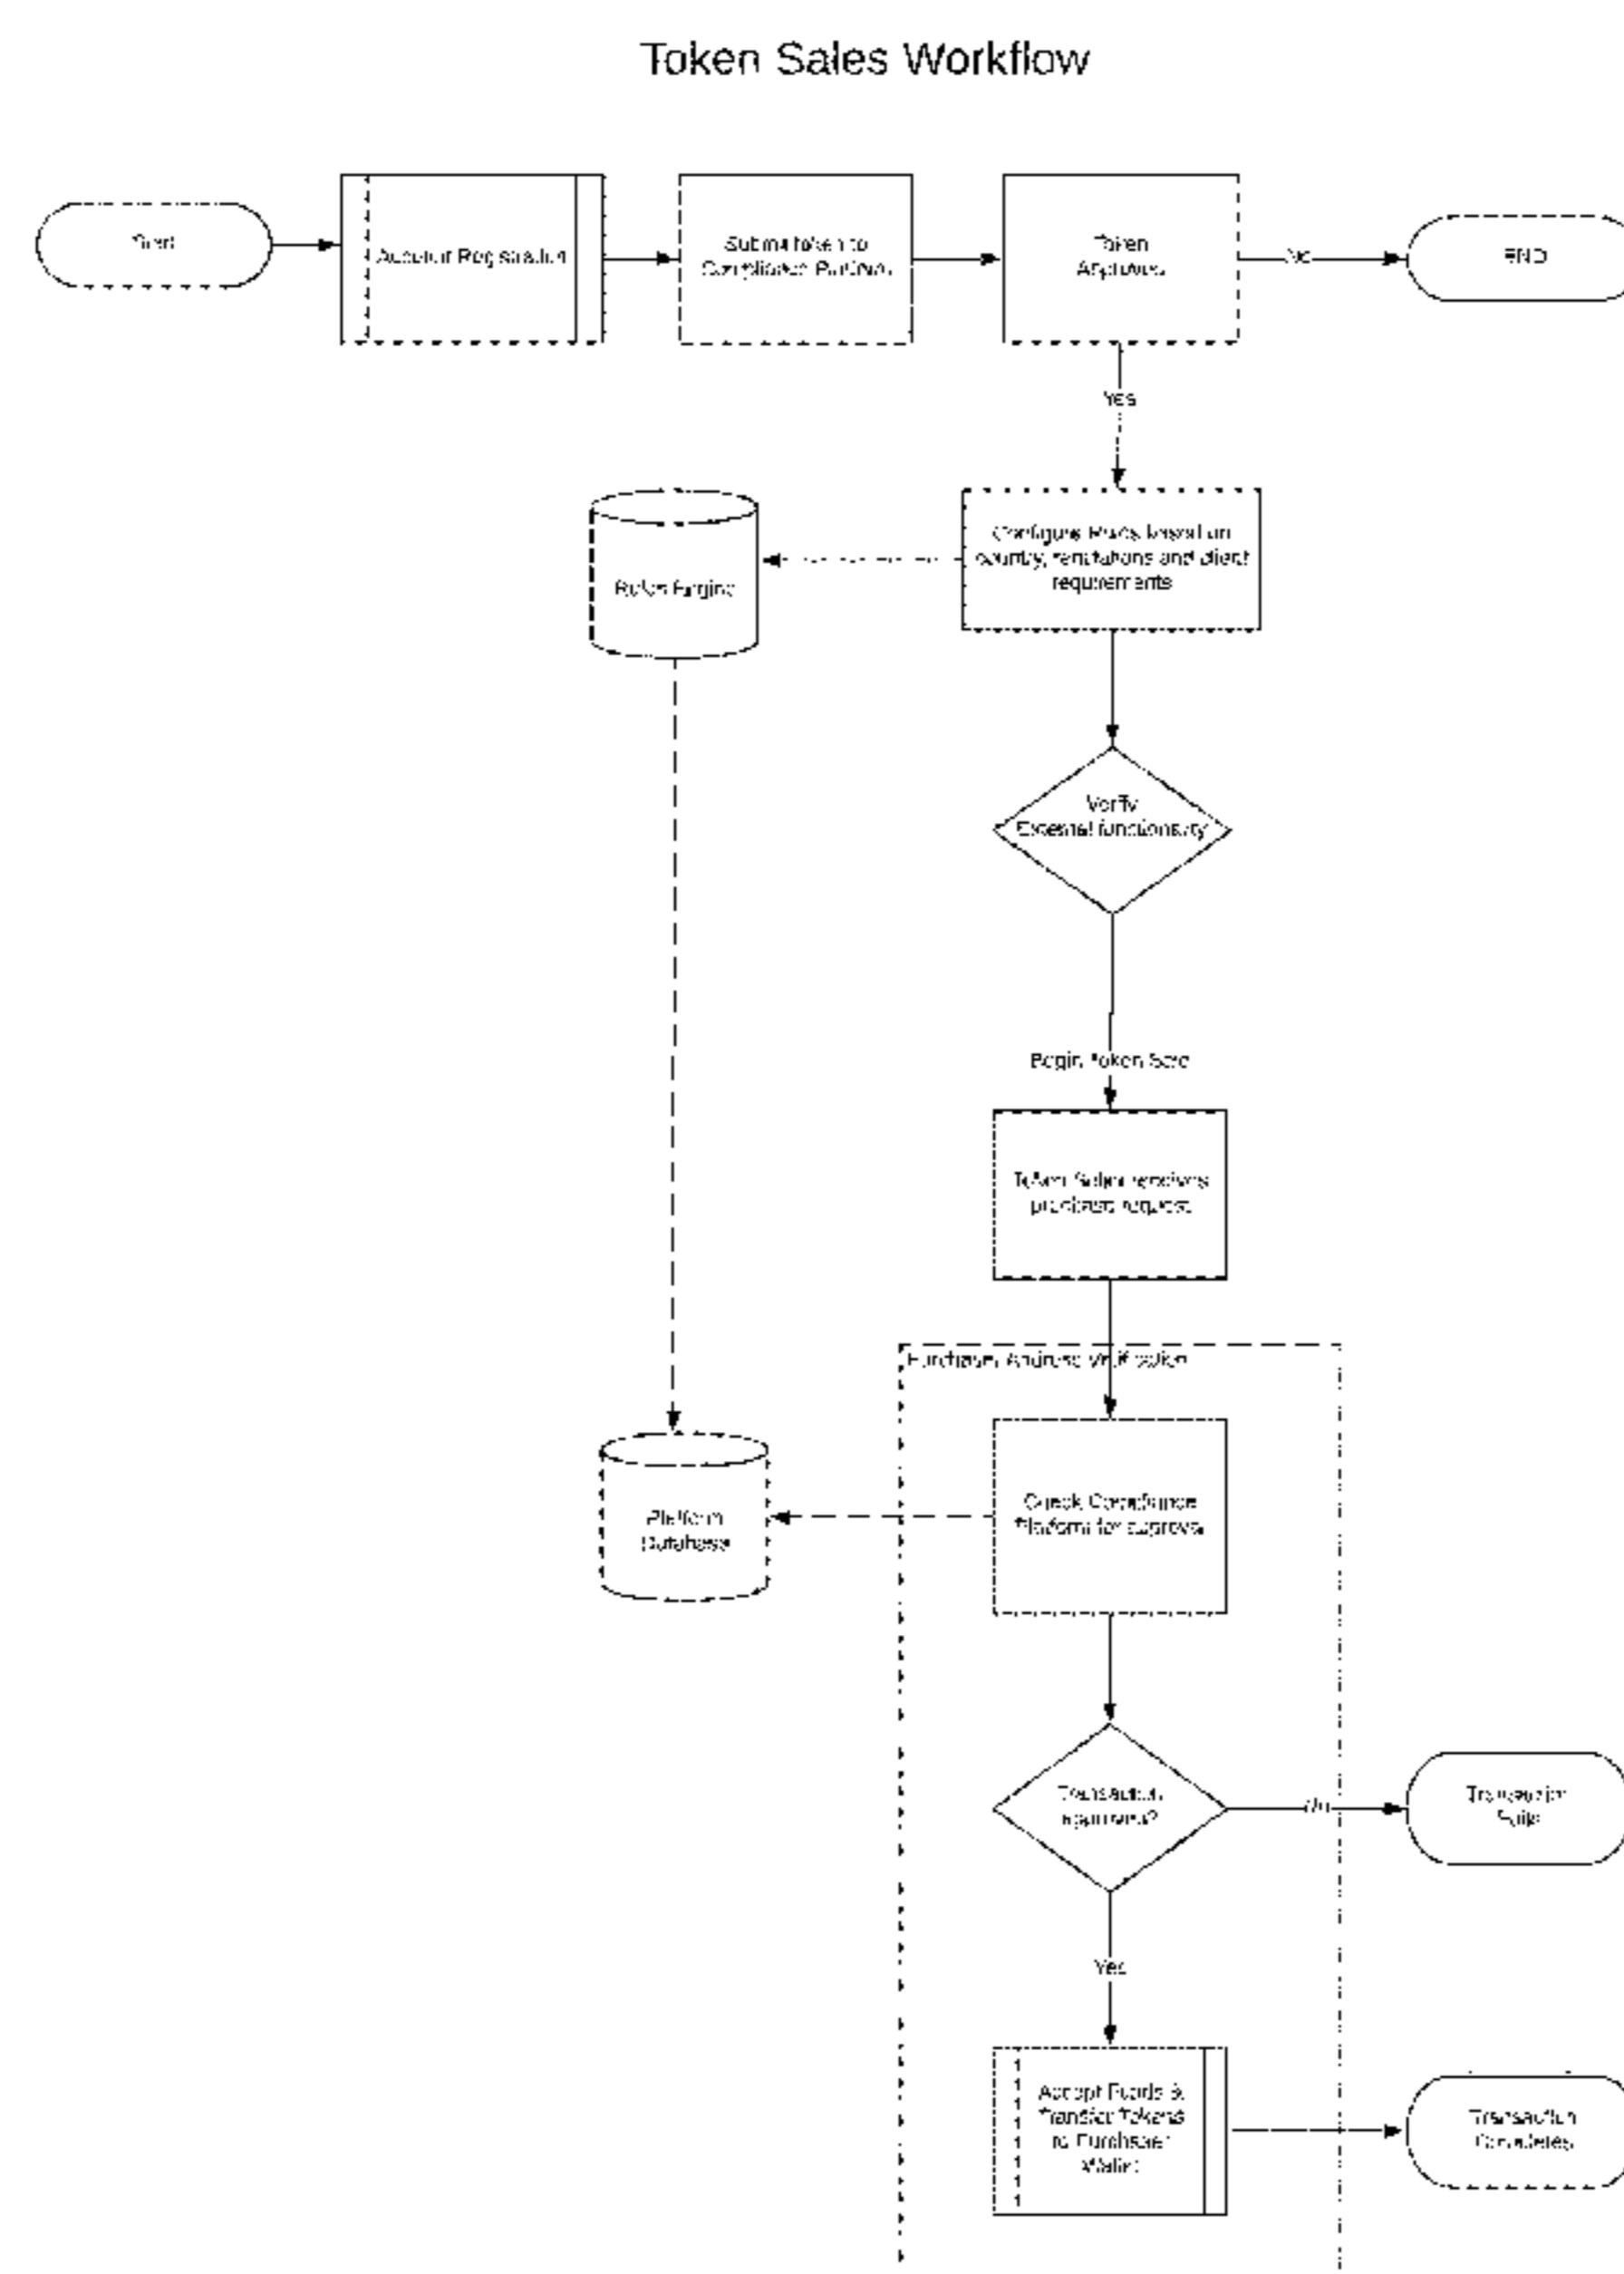 Token Sales Workflow
Start
Account Registration
Submit token to
Compliance Platform
Token
Approved
No
END
Yes
Configure Rules based on
country, regulations and client
requirements
Rules Engine
Verify
External functionality
Begin Token Sale
Token Seller receives
purchase request
Purchaser Address Verification
Check Compliance
Platform for approval
Platform
Database
Transaction
approved?
No
Transaction
Fails
Yes
Accept Funds &
Transfer Tokens
to Purchaser
Wallet
Transaction
Completes